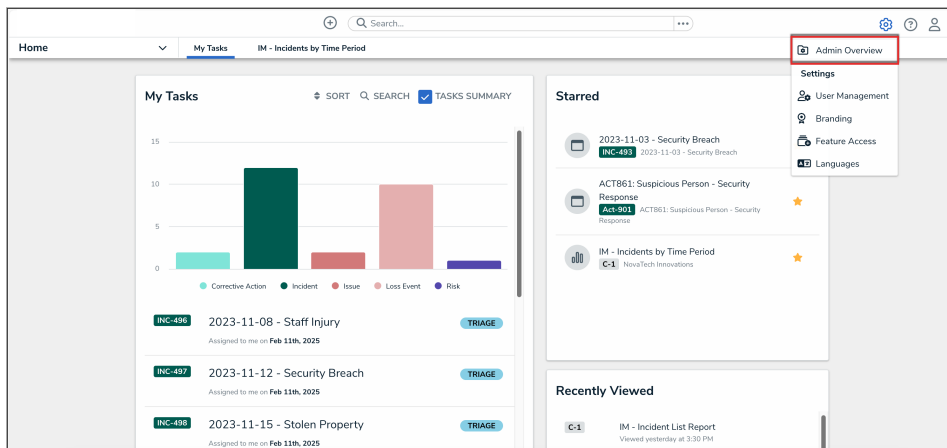 Search...
Home
My Tasks
IM - Incidents by Time Period
Admin Overview
Settings
User Management
Branding
Feature Access
Languages
My Tasks
SORT
SEARCH
TASKS SUMMARY
15
10
5
0
Corrective Action
Incident
Issue
Loss Event
Risk
INC-496
2023-11-08 - Staff Injury
TRIAGE
Assigned to me on Feb 11th, 2025
INC-497
2023-11-12 - Security Breach
TRIAGE
Assigned to me on Feb 11th, 2025
INC-498
2023-11-15 - Stolen Property
TRIAGE
Assigned to me on Feb 11th, 2025
Starred
2023-11-03 - Security Breach
INC-493 2023-11-03 - Security Breach
ACT861: Suspicious Person - Security
Response
Act-901 ACT861: Suspicious Person - Security
Response
IM - Incidents by Time Period
C-1 NovaTech Innovations
Recently Viewed
C-1
IM - Incident List Report
Viewed yesterday at 3:30 PM